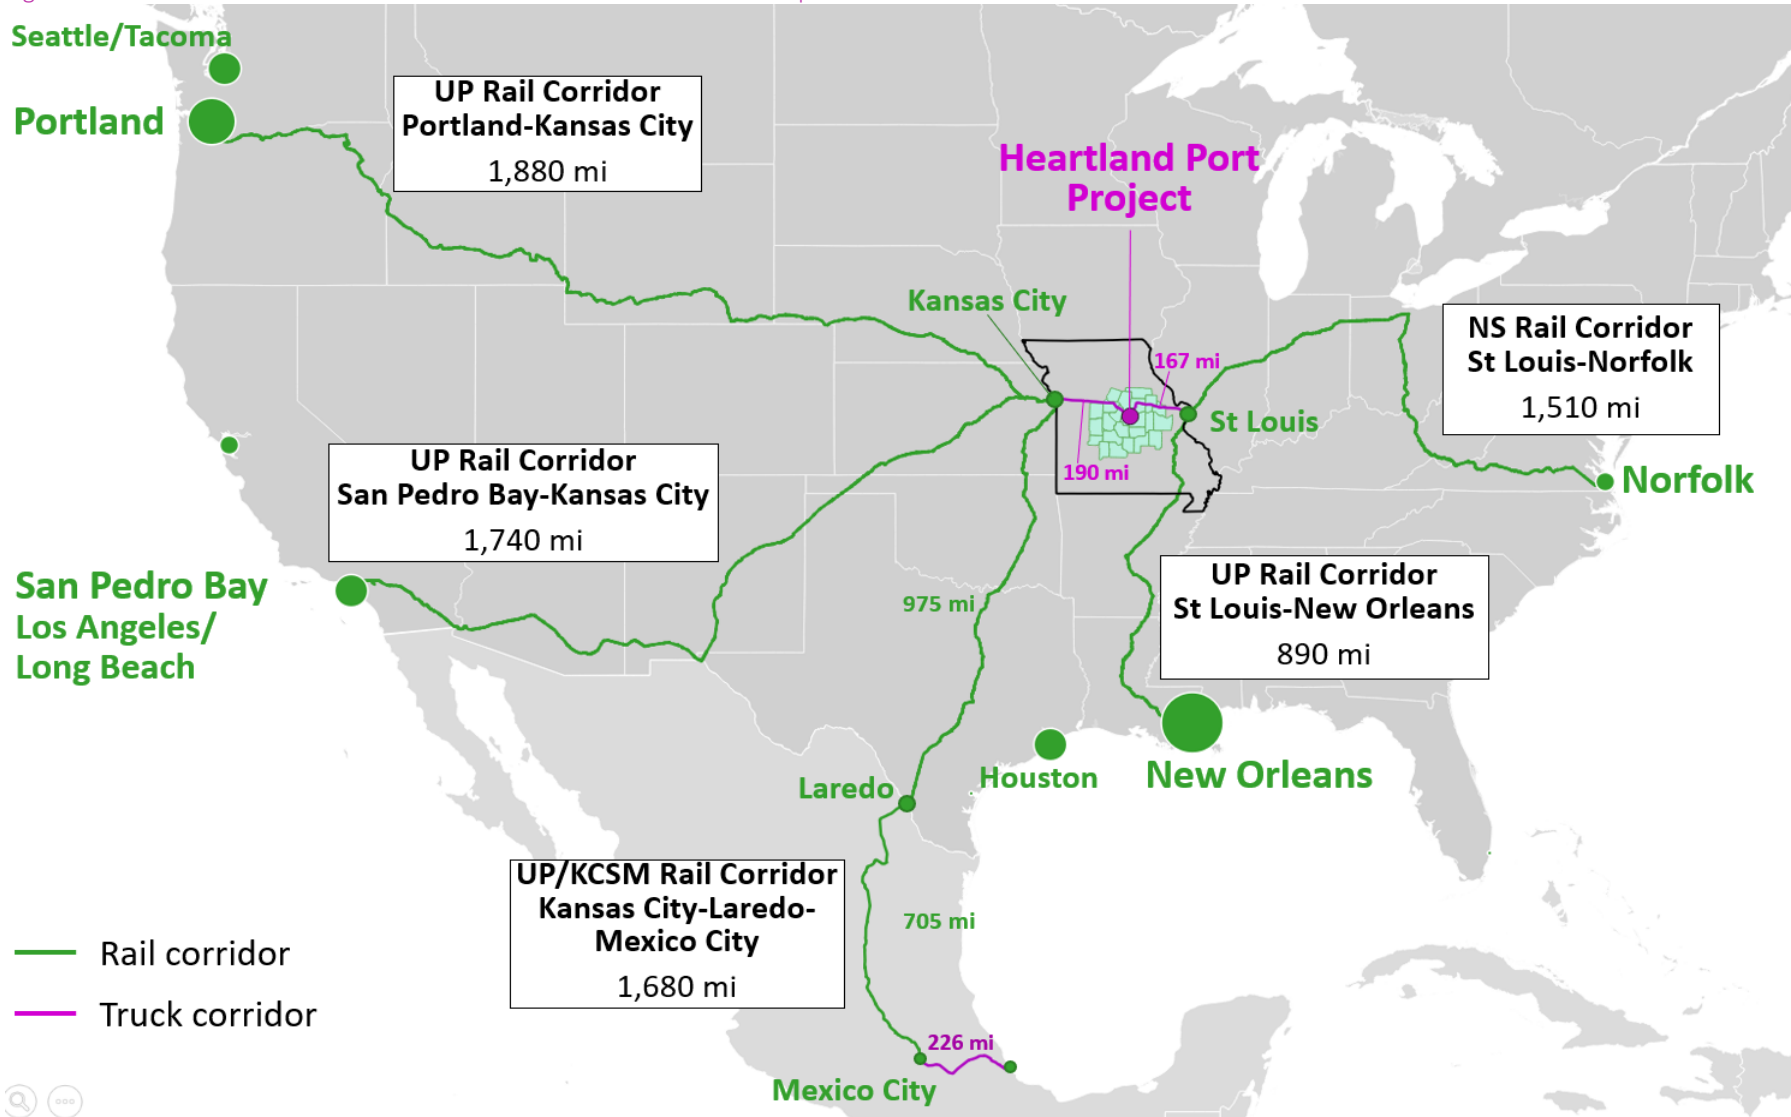 Seattle/Tacoma
Portland
UP Rail Corridor
Portland-Kansas City
1,880 mi
Heartland Port
Project
Kansas City
167 mi
190 mi
St Louis
NS Rail Corridor
St Louis-Norfolk
1,510 mi
Norfolk
UP Rail Corridor
San Pedro Bay-Kansas City
1,740 mi
San Pedro Bay
Los Angeles/
Long Beach
975 mi
UP Rail Corridor
St Louis-New Orleans
890 mi
Laredo
Houston
New Orleans
UP/KCSM Rail Corridor
Kansas City-Laredo-
Mexico City
1,680 mi
705 mi
Rail corridor
Truck corridor
226 mi
Mexico City